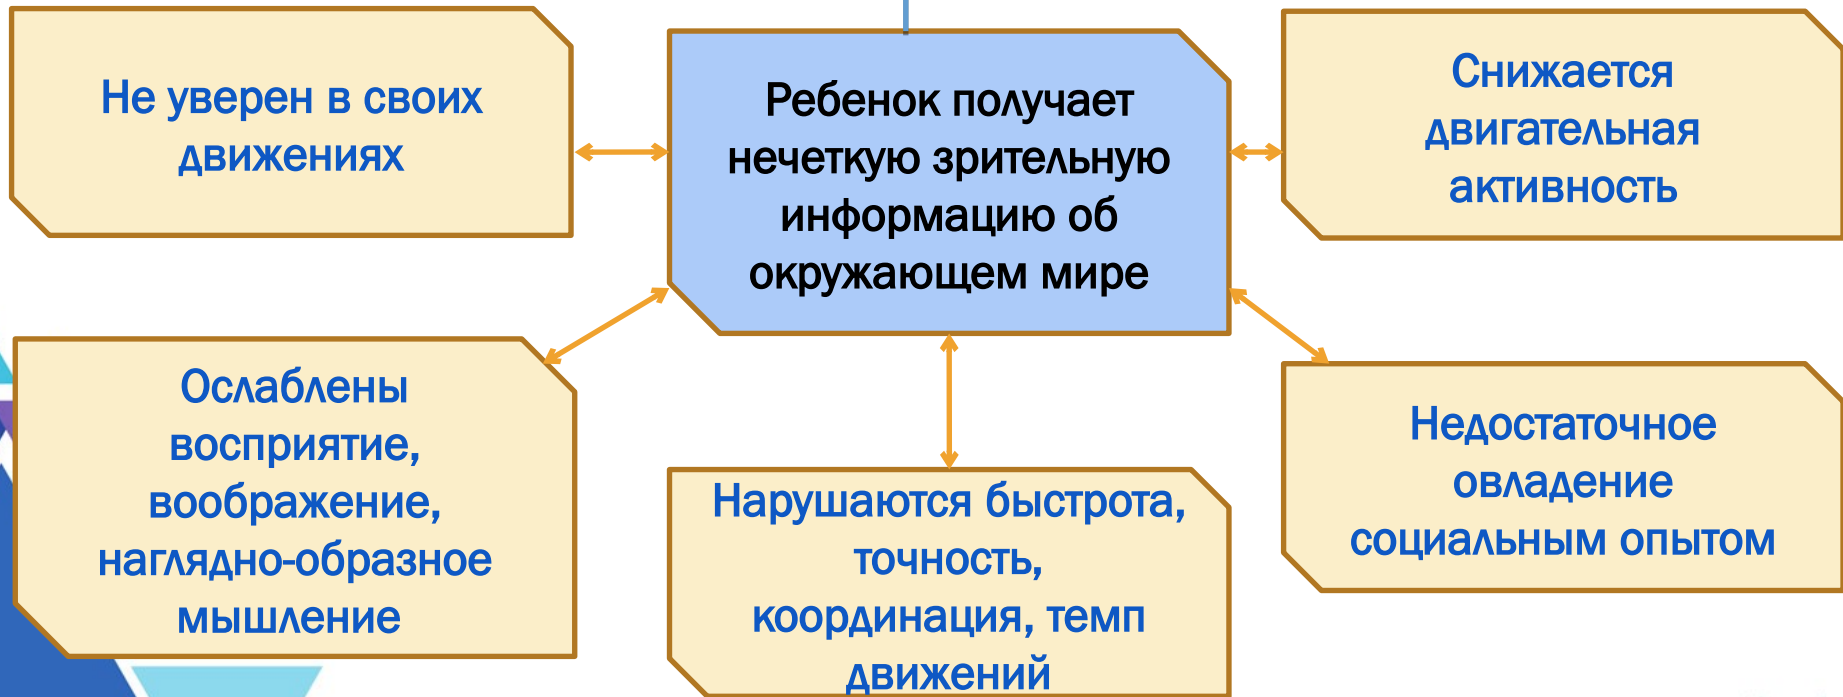 Не уверен в своих
движениях
Ребенок получает
нечеткую зрительную
информацию об
окружающем мире
Снижается
двигательная
активность
Ослаблены
восприятие,
воображение,
наглядно-образное
мышление
Нарушаются быстрота,
точность,
координация, темп
движений
Недостаточное
овладение
социальным опытом